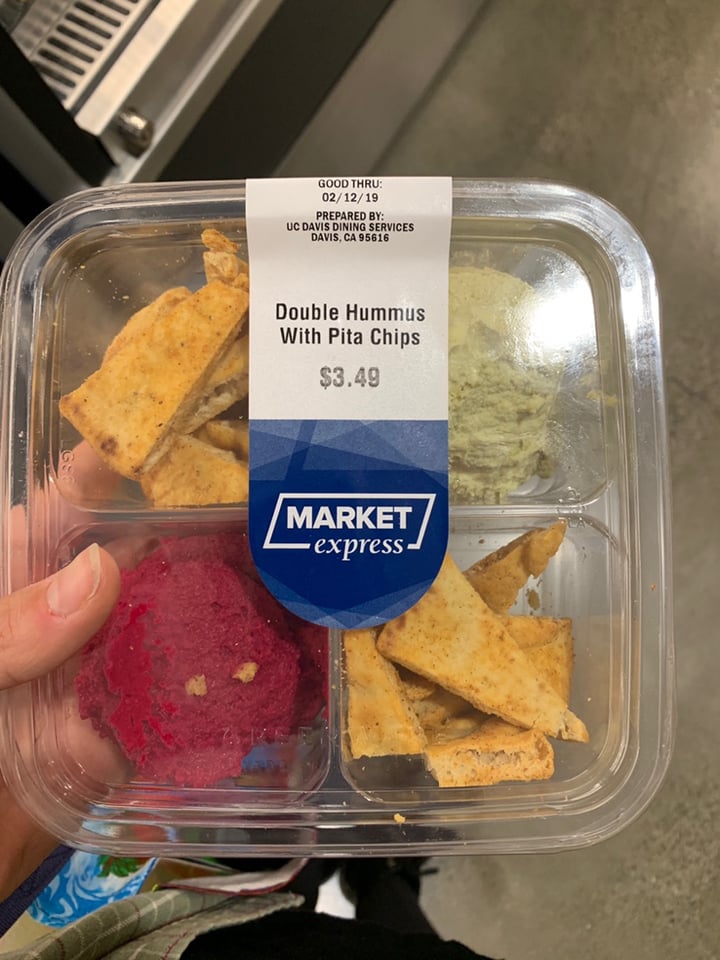 GOOD THRU:
02/12/19
PREPARED BY:
UC DAVIS DINING SERVICES
DAVIS, CA 95616
Double Hummus
With Pita Chips
$3.49
MARKET
express